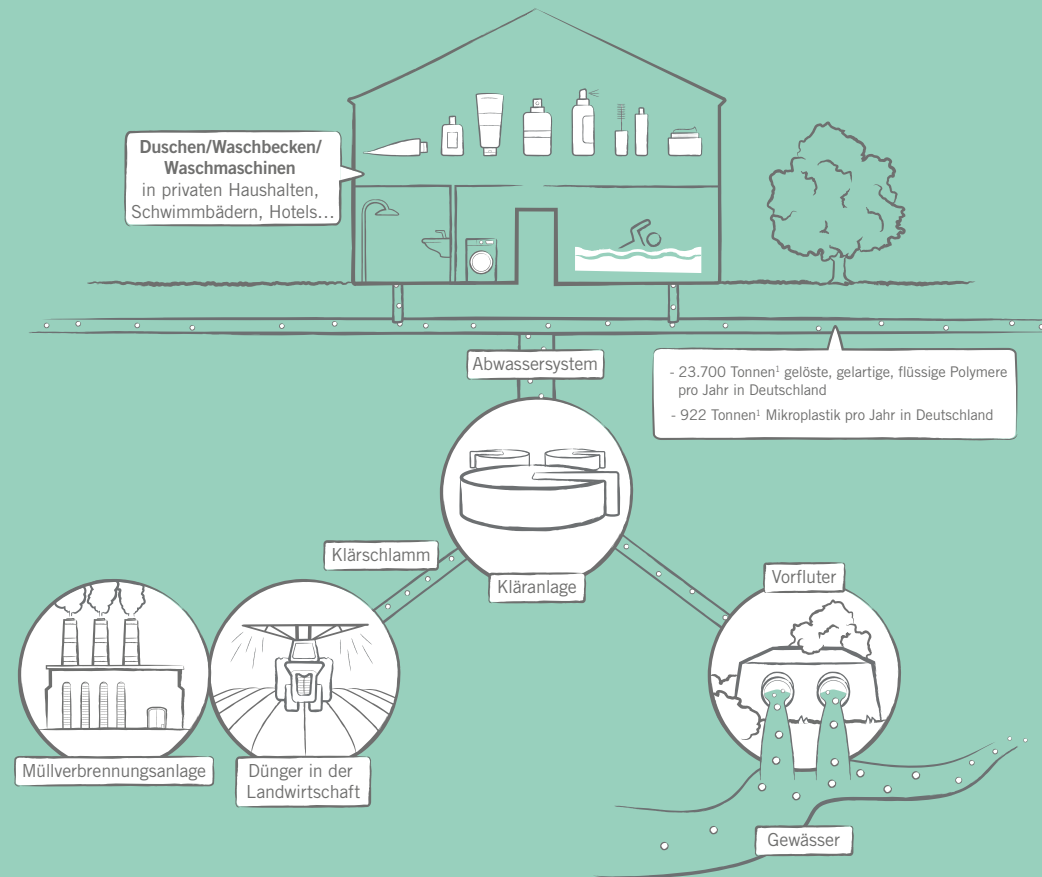 Duschen/Waschbecken/
Waschmaschinen
in privaten Haushalten,
Schwimmbädern, Hotels...
Abwassersystem
- 23.700 Tonnen¹ gelöste, gelartige, flüssige Polymere
pro Jahr in Deutschland
- 922 Tonnen¹ Mikroplastik pro Jahr in Deutschland
Klärschlamm
Kläranlage
Vorfluter
Müllverbrennungsanlage
Dünger in der
Landwirtschaft
Gewässer